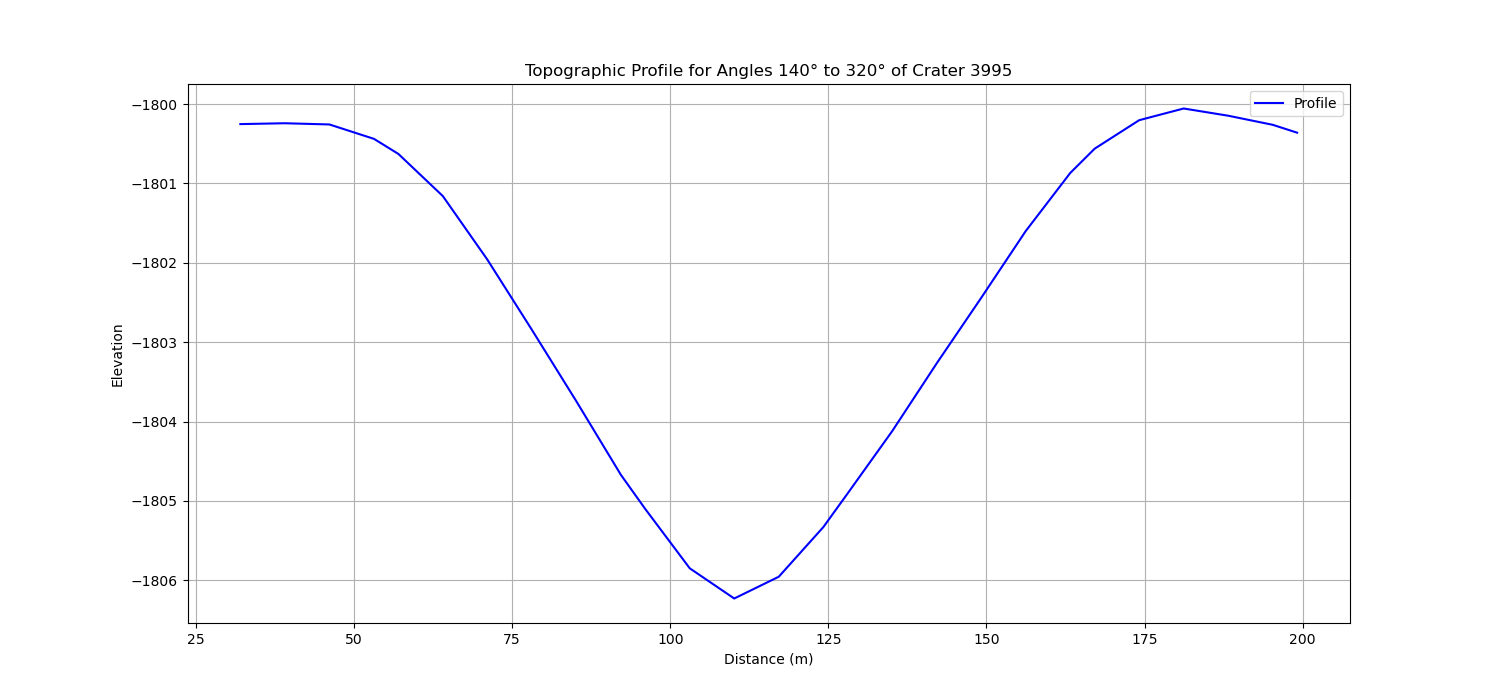 Topographic Profile for Angles 140° to 320° of Crater 3995
Profile
−1800
−1801
−1802
−1803
−1804
−1805
−1806
Elevation
25 50 75 100 125 150 175 200
Distance (m)